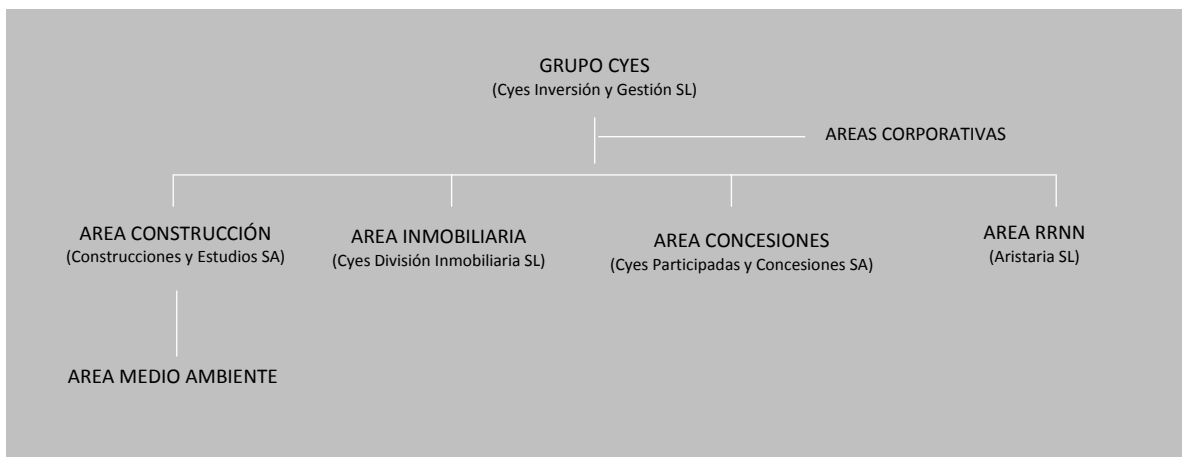 GRUPO CYES
(Cyes Inversión y Gestión SL)
AREAS CORPORATIVAS
AREA CONSTRUCCIÓN
(Construcciones y Estudios SA)
AREA INMOBILIARIA
(Cyes División Inmobiliaria SL)
AREA CONCESIONES
(Cyes Participadas y Concesiones SA)
AREA RRNN
(Aristaria SL)
AREA MEDIO AMBIENTE